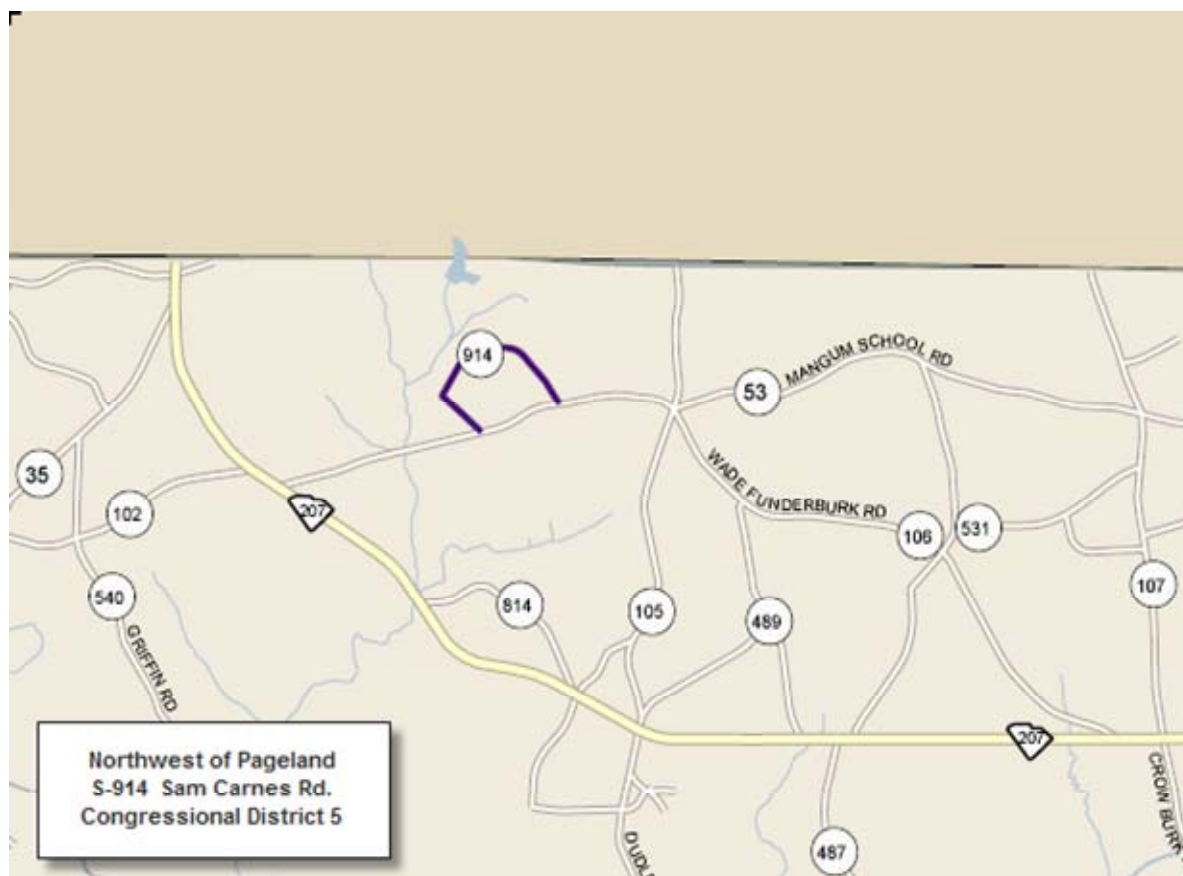 914
MANGUM SCHOOL RD
53
35
WADE FUNDERBURK RD
102
207
106
531
540
814
105
489
107
GRIFFIN RD
Northwest of Pageland
S-914 Sam Carnes Rd.
Congressional District 5
207
CROW BURK
DUDL
487